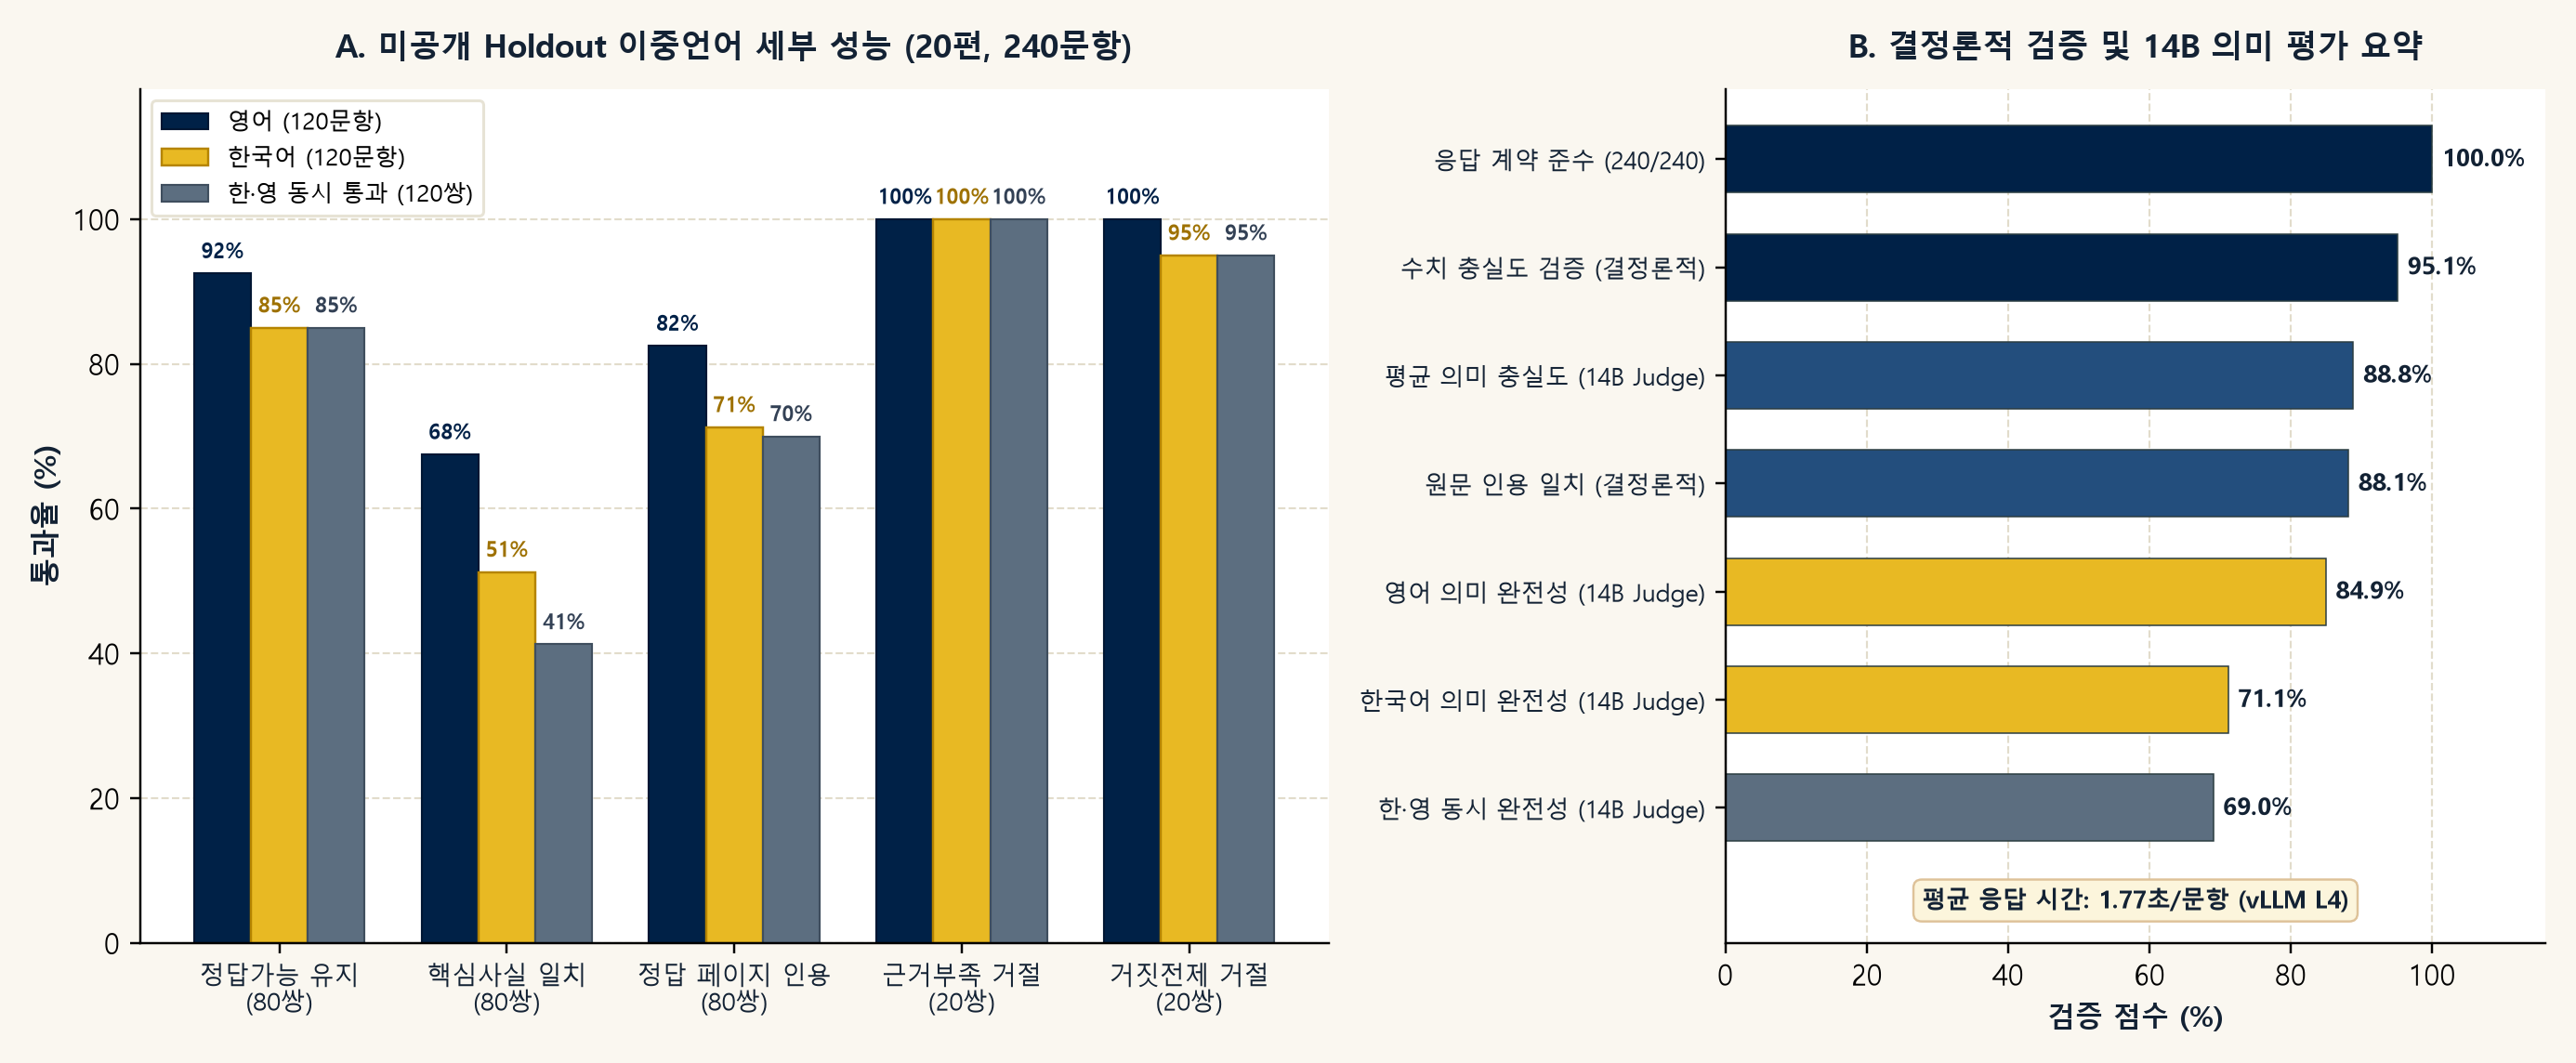 A. 미공개 Holdout 이중언어 세부 성능 (20편, 240문항)
영어 (120문항)
한국어 (120문항)
한·영 동시 통과 (120쌍)
통과율 (%)
100
80
60
40
20
0
92%
85%
85%
68%
51%
41%
82%
71%
70%
100%
100%
100%
100%
95%
95%
정답가능 유지
(80쌍)
핵심사실 일치
(80쌍)
정답 페이지 인용
(80쌍)
근거부족 거절
(20쌍)
거짓전제 거절
(20쌍)
B. 결정론적 검증 및 14B 의미 평가 요약
응답 계약 준수 (240/240)
100.0%
수치 충실도 검증 (결정론적)
95.1%
평균 의미 충실도 (14B Judge)
88.8%
원문 인용 일치 (결정론적)
88.1%
영어 의미 완전성 (14B Judge)
84.9%
한국어 의미 완전성 (14B Judge)
71.1%
한·영 동시 완전성 (14B Judge)
69.0%
평균 응답 시간: 1.77초/문항 (vLLM L4)
0
20
40
60
80
100
검증 점수 (%)